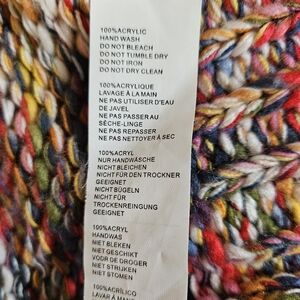 100%ACRYLIC
HAND WASH
DO NOT BLEACH
DO NOT TUMBLE DRY
DO NOT IRON
DO NOT DRY CLEAN
100%ACRYLIQUE
LAVAGE À LA MAIN
NE PAS UTILISER D'EAU
DE JAVEL
NE PAS PASSER AU
SÈCHE-LINGE
NE PAS REPASSER
NE PAS NETTOYER À SEC
100%ACRYL
NUR HANDWÄSCHE
NICHT BLEICHEN
NICHT FÜR DEN TROCKNER
GEEIGNET
NICHT BÜGELN
NICHT FÜR
TROCKENREINGUNG
GEEIGNET
100%ACRYL
HANDWAS
NIET BLEKEN
NIET GESCHIKT
VOOR DE DROGER
NIET STRIJKEN
NIET STOMEN
100%ACRÍLICO
LAVAR À MANO